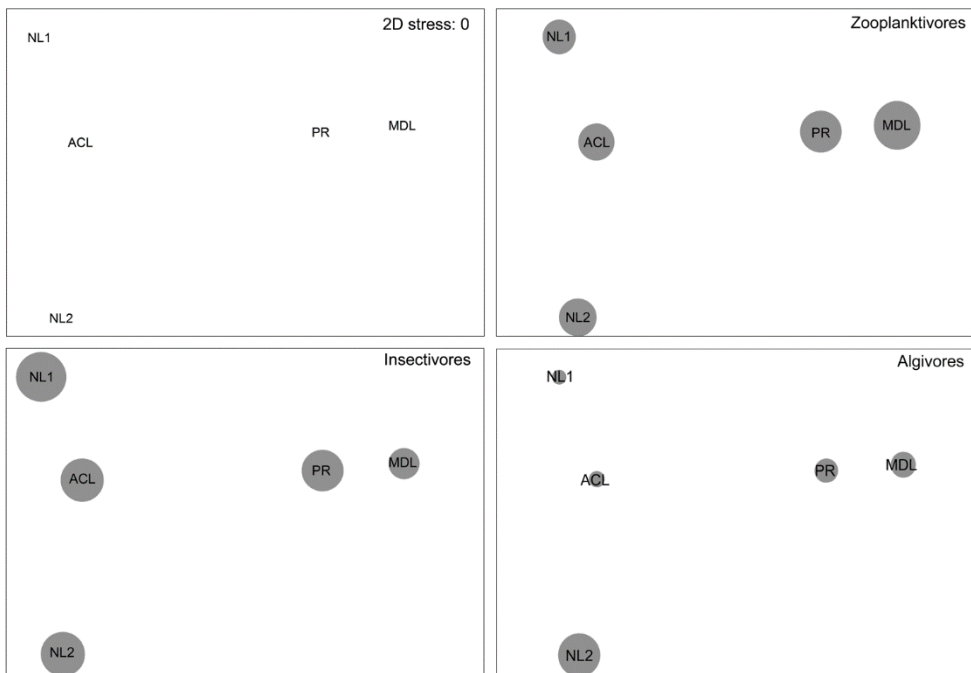 2D stress: 0
NL1
ACL
PR
MDL
NL2
Zooplanktivores
NL1
ACL
PR
MDL
NL2
Insectivores
NL1
ACL
PR
MDL
NL2
Algivores
NL1
ACL
PR
MDL
NL2